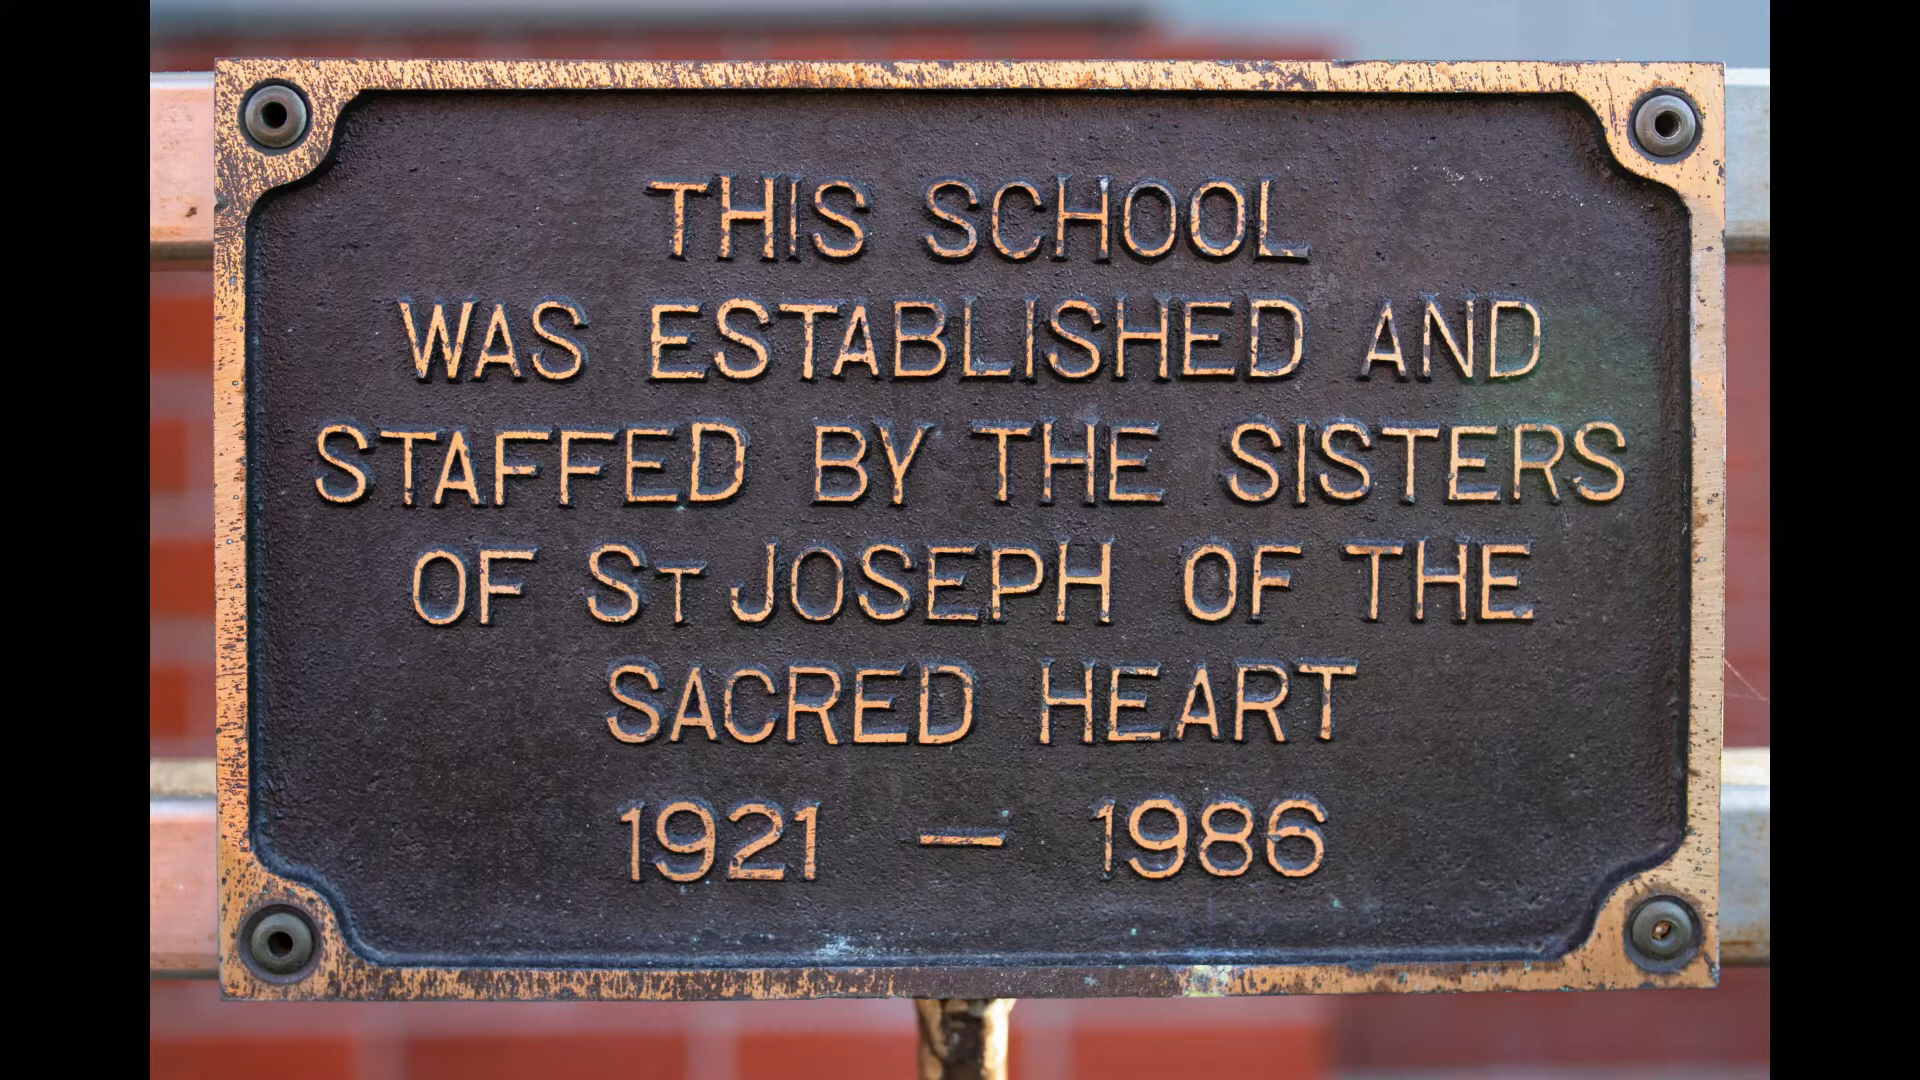 THIS SCHOOL
WAS ESTABLISHED AND
STAFFED BY THE SISTERS
OF ST JOSEPH OF THE
SACRED HEART
1921 — 1986